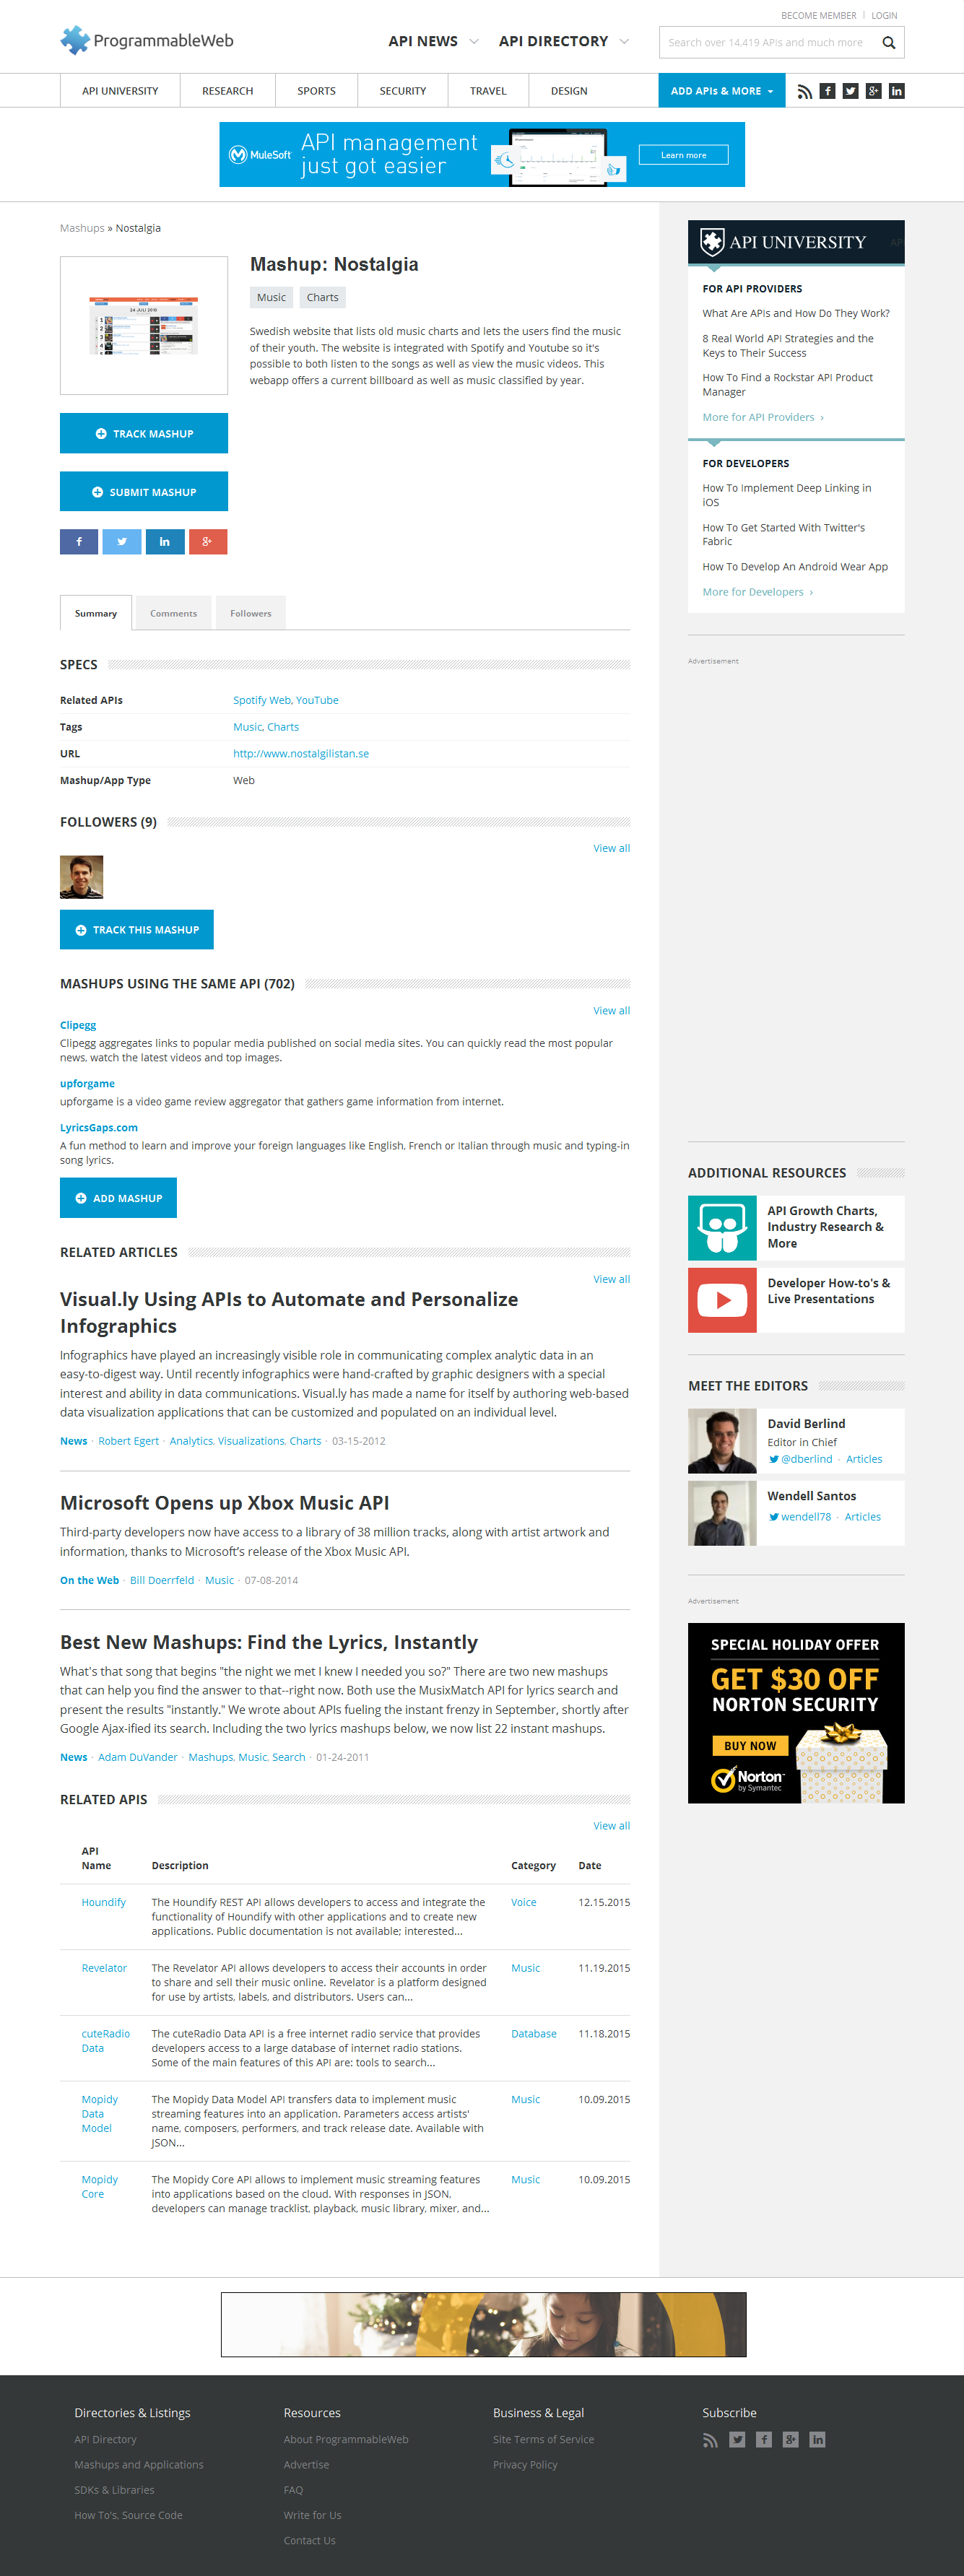 BECOME MEMBER | LOGIN
ProgrammableWeb
API NEWS
API DIRECTORY
Search over 14,419 APIs and much more
API UNIVERSITY
RESEARCH
SPORTS
SECURITY
TRAVEL
DESIGN
ADD APIs & MORE
MuleSoft
API management
just got easier
Learn more
Mashups » Nostalgia
Mashup: Nostalgia
Music
Charts
Swedish website that lists old music charts and lets the users find the music
of their youth. The website is integrated with Spotify and Youtube so it's
possible to both listen to the songs as well as view the music videos. This
webapp offers a current billboard as well as music classified by year.
24 JULI 2010
TRACK MASHUP
SUBMIT MASHUP
Summary
Comments
Followers
SPECS
Related APIs
Spotify Web, YouTube
Tags
Music, Charts
URL
http://www.nostalgilistan.se
Mashup/App Type
Web
FOLLOWERS (9)
View all
TRACK THIS MASHUP
MASHUPS USING THE SAME API (702)
View all
Clipegg
Clipegg aggregates links to popular media published on social media sites. You can quickly read the most popular
news, watch the latest videos and top images.
upforgame
upforgame is a video game review aggregator that gathers game information from internet.
LyricsGaps.com
A fun method to learn and improve your foreign languages like English, French or Italian through music and typing-in
song lyrics.
ADD MASHUP
RELATED ARTICLES
View all
Visual.ly Using APIs to Automate and Personalize
Infographics
Infographics have played an increasingly visible role in communicating complex analytic data in an
easy-to-digest way. Until recently infographics were hand-crafted by graphic designers with a special
interest and ability in data communications. Visual.ly has made a name for itself by authoring web-based
data visualization applications that can be customized and populated on an individual level.
News · Robert Egert · Analytics, Visualizations, Charts · 03-15-2012
Microsoft Opens up Xbox Music API
Third-party developers now have access to a library of 38 million tracks, along with artist artwork and
information, thanks to Microsoft's release of the Xbox Music API.
On the Web · Bill Doerrfeld · Music · 07-08-2014
Best New Mashups: Find the Lyrics, Instantly
What's that song that begins "the night we met I knew I needed you so?" There are two new mashups
that can help you find the answer to that--right now. Both use the MusixMatch API for lyrics search and
present the results "instantly." We wrote about APIs fueling the instant frenzy in September, shortly after
Google Ajax-ified its search. Including the two lyrics mashups below, we now list 22 instant mashups.
News · Adam DuVander · Mashups, Music, Search · 01-24-2011
RELATED APIS
View all
API
Name
Description
Category
Date
Houndify
The Houndify REST API allows developers to access and integrate the
functionality of Houndify with other applications and to create new
applications. Public documentation is not available; interested...
Voice
12.15.2015
Revelator
The Revelator API allows developers to access their accounts in order
to share and sell their music online. Revelator is a platform designed
for use by artists, labels, and distributors. Users can...
Music
11.19.2015
cuteRadio
Data
The cuteRadio Data API is a free internet radio service that provides
developers access to a large database of internet radio stations.
Some of the main features of this API are: tools to search...
Database
11.18.2015
Mopidy
Data
Model
The Mopidy Data Model API transfers data to implement music
streaming features into an application. Parameters access artists'
name, composers, performers, and track release date. Available with
JSON...
Music
10.09.2015
Mopidy
Core
The Mopidy Core API allows to implement music streaming features
into applications based on the cloud. With responses in JSON,
developers can manage tracklist, playback, music library, mixer, and...
Music
10.09.2015
API UNIVERSITY
FOR API PROVIDERS
What Are APIs and How Do They Work?
8 Real World API Strategies and the
Keys to Their Success
How To Find a Rockstar API Product
Manager
More for API Providers ›
FOR DEVELOPERS
How To Implement Deep Linking in
iOS
How To Get Started With Twitter's
Fabric
How To Develop An Android Wear App
More for Developers ›
Advertisement
ADDITIONAL RESOURCES
API Growth Charts,
Industry Research &
More
Developer How-to's &
Live Presentations
MEET THE EDITORS
David Berlind
Editor in Chief
@dberlind · Articles
Wendell Santos
wendell78 · Articles
Advertisement
SPECIAL HOLIDAY OFFER
GET $30 OFF
NORTON SECURITY
BUY NOW
Norton
by Symantec
Directories & Listings
API Directory
Mashups and Applications
SDKs & Libraries
How To's, Source Code
Resources
About ProgrammableWeb
Advertise
FAQ
Write for Us
Contact Us
Business & Legal
Site Terms of Service
Privacy Policy
Subscribe